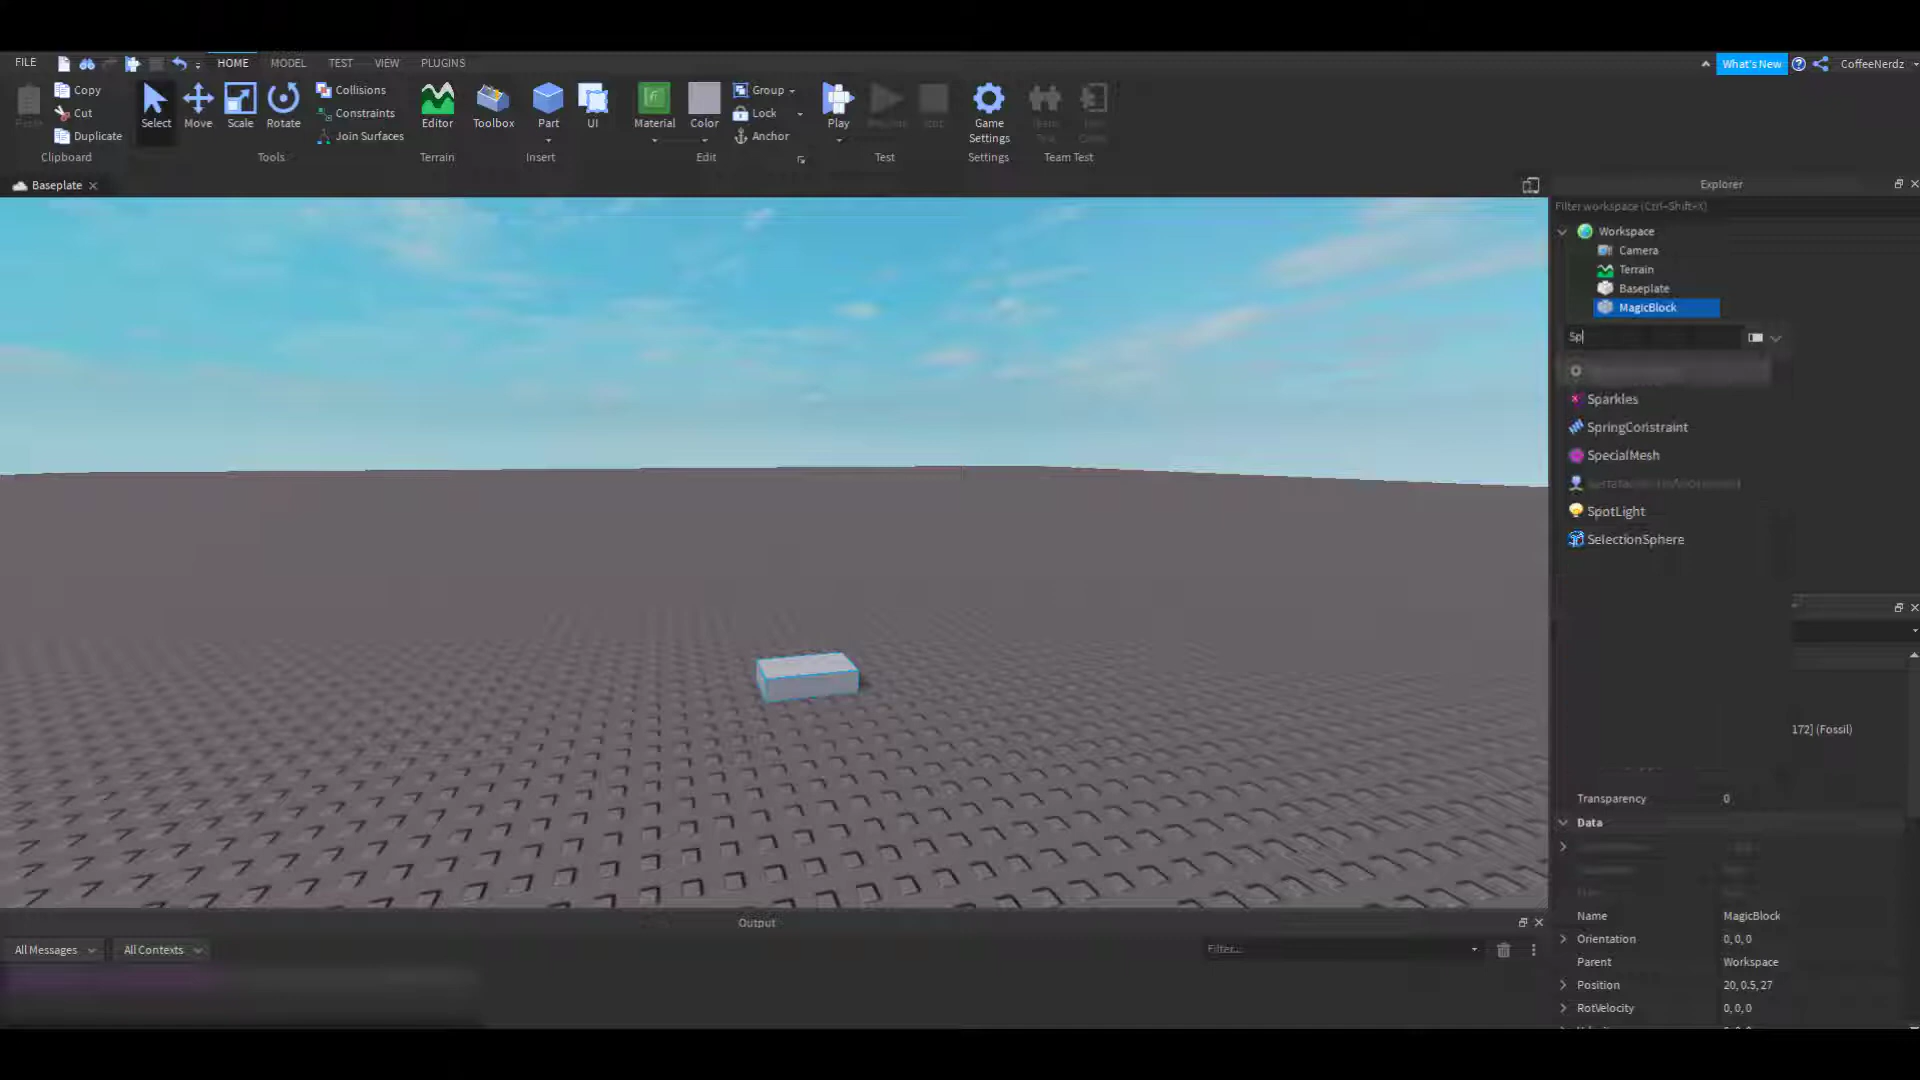 FILE HOME MODEL TEST VIEW PLUGINS What's New CoffeeNerdz
Copy
Cut
Duplicate
Clipboard
Select Move Scale Rotate
Collisions
Constraints
Join Surfaces
Tools
Editor
Terrain
Toolbox Part UI
Insert
Material Color
Group
Lock
Anchor
Edit
Play
Test
Game
Settings
Settings
Team Test
Baseplate
Explorer
Filter workspace (Ctrl+Shift+X)
Workspace
Camera
Terrain
Baseplate
MagicBlock
Sp
Sparkles
SpringConstraint
SpecialMesh
SpotLight
SelectionSphere
172] (Fossil)
Transparency 0
Data
Name MagicBlock
Orientation 0, 0, 0
Parent Workspace
Position 20, 0.5, 27
RotVelocity 0, 0, 0
Output
All Messages All Contexts Filter...